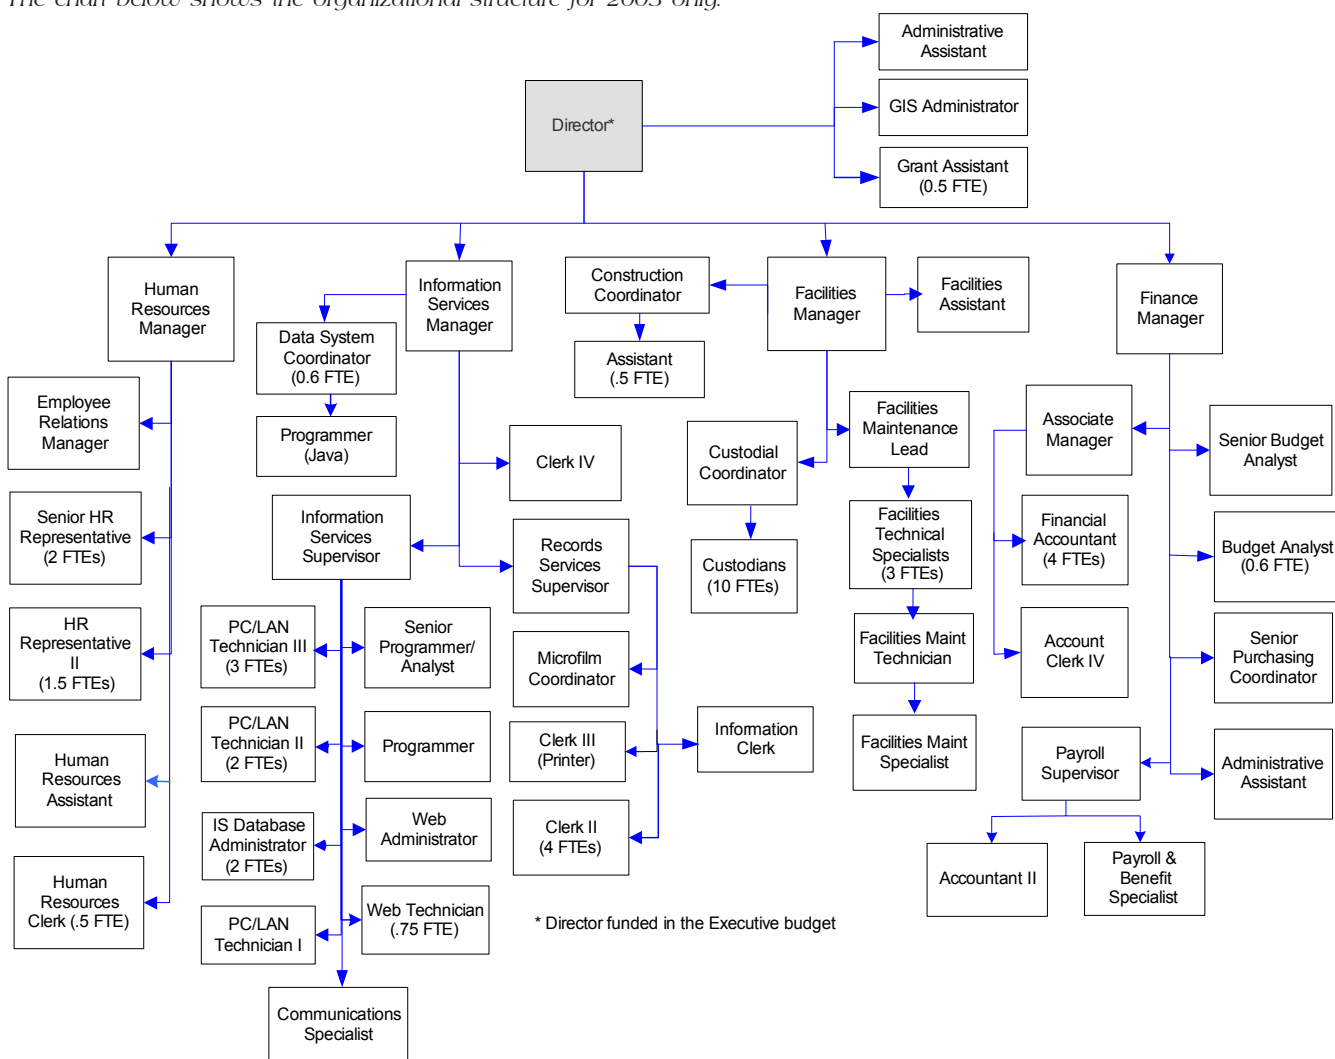 The chart below shows the organizational structure for 2003 only.
Administrative
Assistant
Director*
GIS Administrator
Grant Assistant
(0.5 FTE)
Human
Resources
Manager
Information
Services
Manager
Construction
Coordinator
Facilities
Manager
Facilities
Assistant
Finance
Manager
Data System
Coordinator
(0.6 FTE)
Assistant
(.5 FTE)
Employee
Relations
Manager
Programmer
(Java)
Clerk IV
Custodial
Coordinator
Facilities
Maintenance
Lead
Associate
Manager
Senior Budget
Analyst
Senior HR
Representative
(2 FTEs)
Information
Services
Supervisor
Records
Services
Supervisor
Custodians
(10 FTEs)
Facilities
Technical
Specialists
(3 FTEs)
Financial
Accountant
(4 FTEs)
Budget Analyst
(0.6 FTE)
HR
Representative
II
(1.5 FTEs)
PC/LAN
Technician III
(3 FTEs)
Senior
Programmer/
Analyst
Microfilm
Coordinator
Facilities Maint
Technician
Account
Clerk IV
Senior
Purchasing
Coordinator
Human
Resources
Assistant
PC/LAN
Technician II
(2 FTEs)
Programmer
Clerk III
(Printer)
Information
Clerk
Facilities Maint
Specialist
Payroll
Supervisor
Administrative
Assistant
IS Database
Administrator
(2 FTEs)
Web
Administrator
Clerk II
(4 FTEs)
Human
Resources
Clerk (.5 FTE)
Accountant II
Payroll &
Benefit
Specialist
PC/LAN
Technician I
Web Technician
(.75 FTE)
* Director funded in the Executive budget
Communications
Specialist